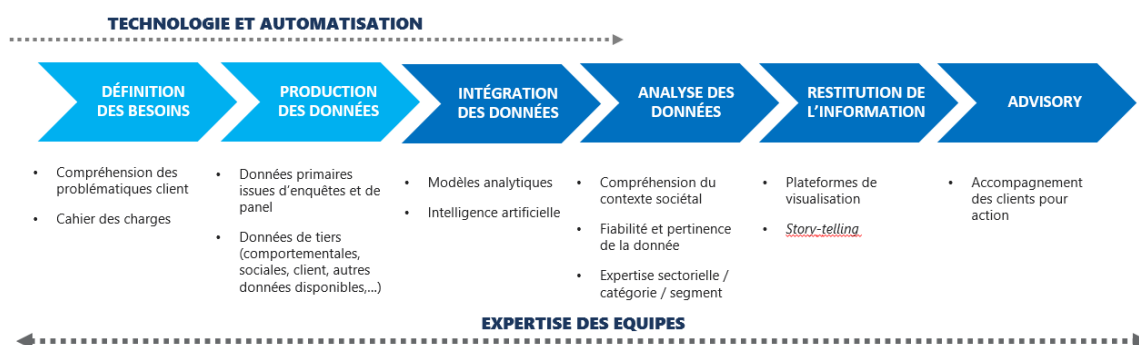 TECHNOLOGIE ET AUTOMATISATION
DÉFINITION
DES BESOINS
PRODUCTION
DES DONNÉES
INTÉGRATION
DES DONNÉES
ANALYSE DES
DONNÉES
RESTITUTION DE
L’INFORMATION
ADVISORY
• Compréhension des
problématiques client
• Cahier des charges
• Données primaires
issues d’enquêtes et de
panel
• Données de tiers
(comportementales,
sociales, client, autres
données disponibles,...)
• Modèles analytiques
• Intelligence artificielle
• Compréhension du
contexte sociétal
• Fiabilité et pertinence
de la donnée
• Expertise sectorielle /
catégorie / segment
• Plateformes de
visualisation
• Story-telling
• Accompagnement
des clients pour
action
EXPERTISE DES EQUIPES